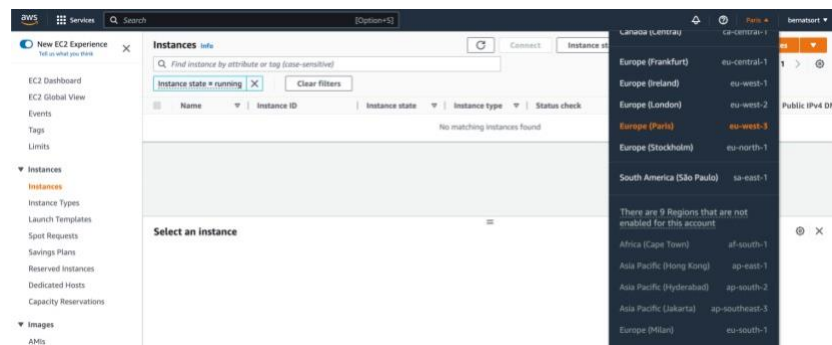 aws Services Search [Option+S] Paris bernatsort
New EC2 Experience
Tell us what you think
EC2 Dashboard
EC2 Global View
Events
Tags
Limits
Instances
Instances
Instance Types
Launch Templates
Spot Requests
Savings Plans
Reserved Instances
Dedicated Hosts
Capacity Reservations
Images
AMIs
Instances Info
Connect
Instance st
Find instance by attribute or tag (case-sensitive)
1
Instance state = running
Clear filters
Name Instance ID Instance state Instance type Status check Public IPv4 D
No matching instances found
Select an instance
Canada (Central) ca-central-1
Europe (Frankfurt) eu-central-1
Europe (Ireland) eu-west-1
Europe (London) eu-west-2
Europe (Paris) eu-west-3
Europe (Stockholm) eu-north-1
South America (São Paulo) sa-east-1
There are 9 Regions that are not
enabled for this account
Africa (Cape Town) af-south-1
Asia Pacific (Hong Kong) ap-east-1
Asia Pacific (Hyderabad) ap-south-2
Asia Pacific (Jakarta) ap-southeast-3
Europe (Milan) eu-south-1